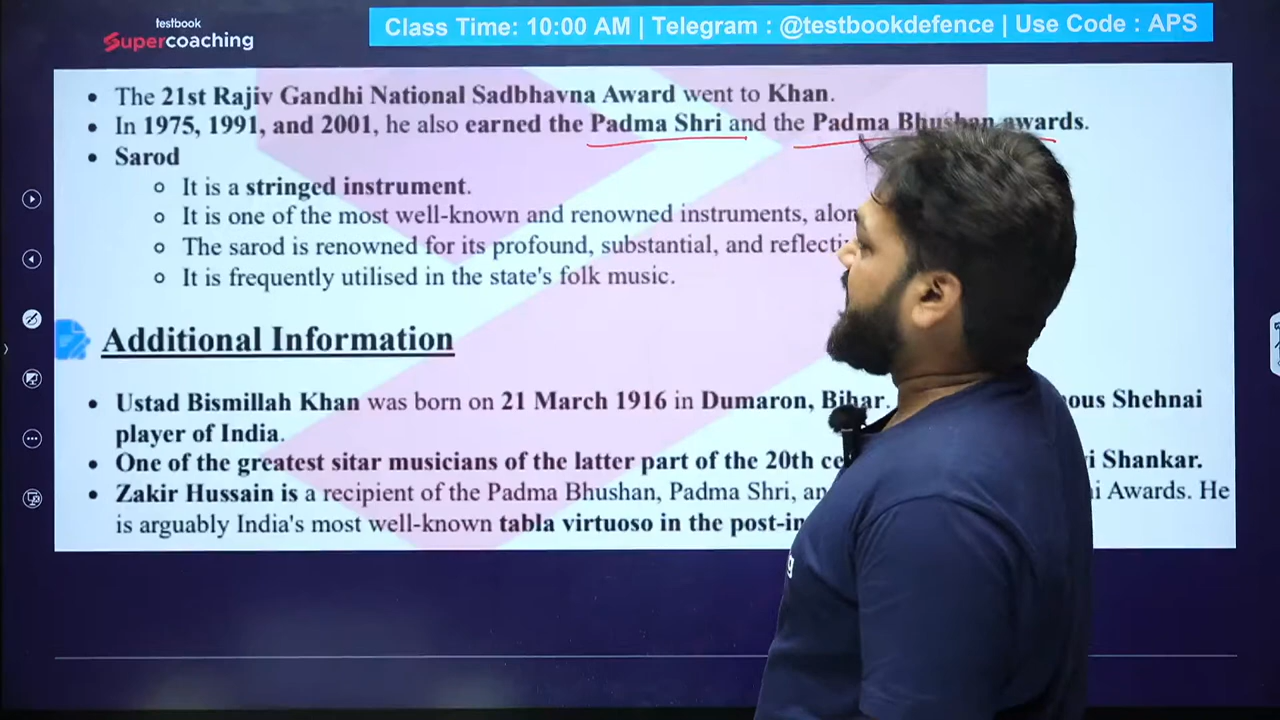 testbook
Supercoaching
Class Time: 10:00 AM | Telegram : @testbookdefence | Use Code : APS
• The 21st Rajiv Gandhi National Sadbhavna Award went to Khan.
• In 1975, 1991, and 2001, he also earned the Padma Shri and the Padma Bhushan awards.
• Sarod
o It is a stringed instrument.
o It is one of the most well-known and renowned instruments,
o The sarod is renowned for its profound, substantial, and
o It is frequently utilised in the state's folk music.
Additional Information
• Ustad Bismillah Khan was born on 21 March 1916 in Dumaron, Bihar. Shehnai
player of India.
• One of the greatest sitar musicians of the latter part of the 20th Shankar.
• Zakir Hussain is a recipient of the Padma Bhushan, Padma Shri, Awards. He
is arguably India's most well-known tabla virtuoso in the